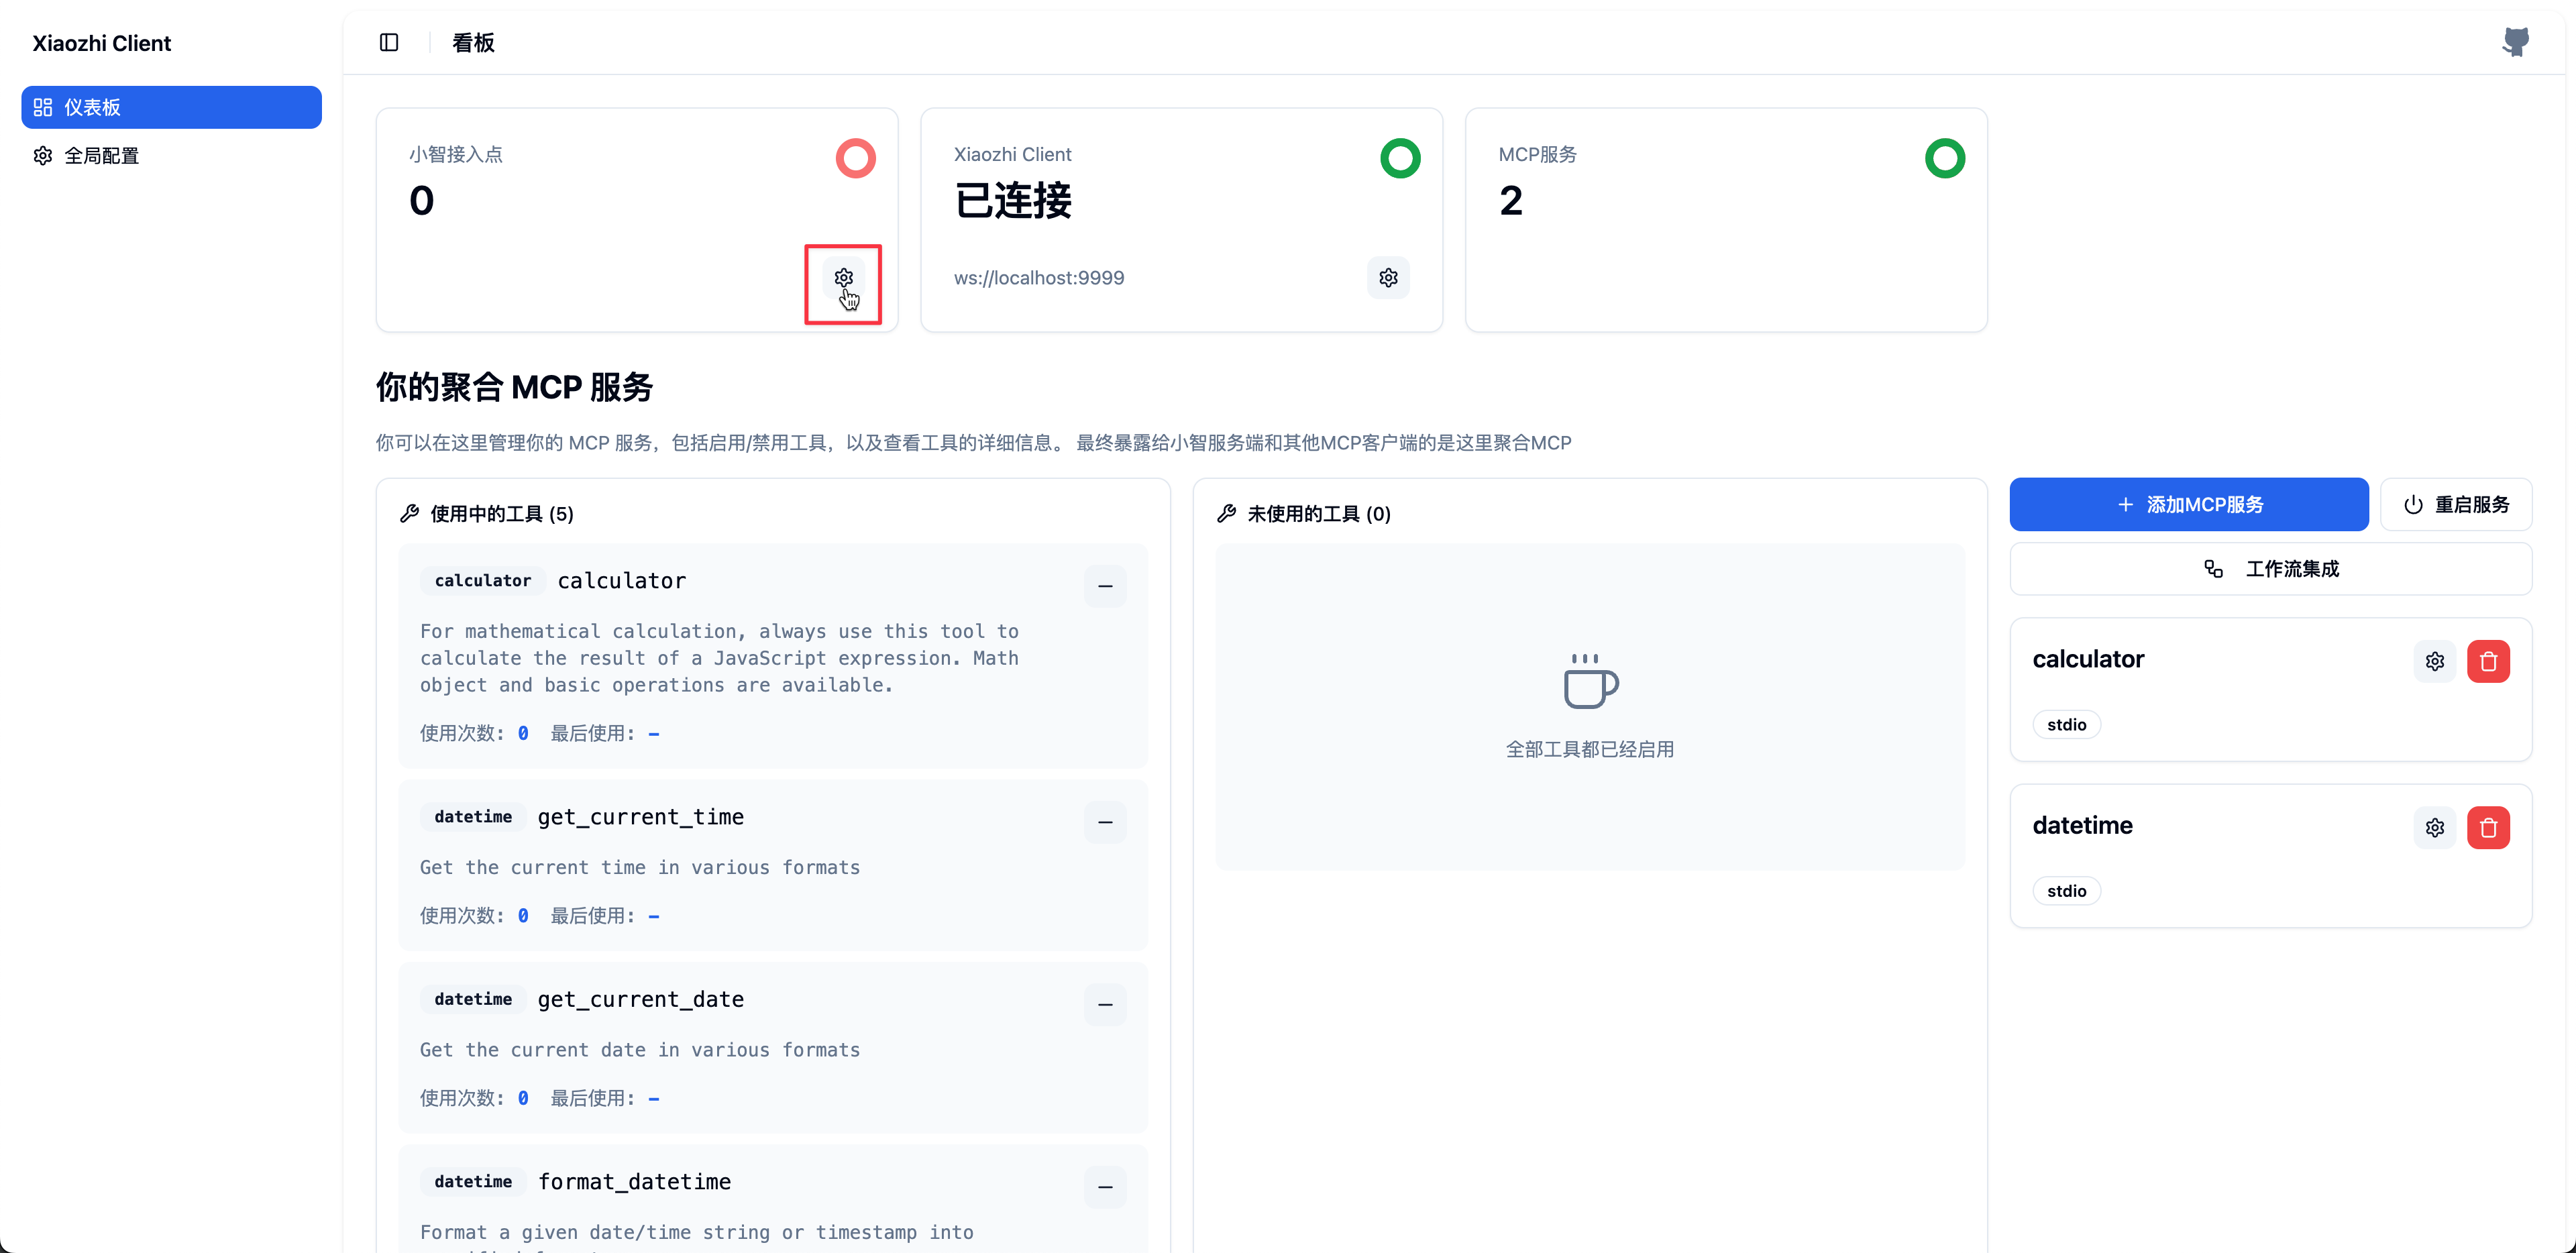 Xiaozhi Client
仪表板
全局配置
看板
小智接入点
0
Xiaozhi Client
已连接
ws://localhost:9999
MCP服务
2
你的聚合 MCP 服务
你可以在这里管理你的 MCP 服务，包括启用/禁用工具，以及查看工具的详细信息。 最终暴露给小智服务端和其他MCP客户端的是这里聚合MCP
使用中的工具 (5)
calculator calculator
For mathematical calculation, always use this tool to
calculate the result of a JavaScript expression. Math
object and basic operations are available.
使用次数: 0 最后使用: -
datetime get_current_time
Get the current time in various formats
使用次数: 0 最后使用: -
datetime get_current_date
Get the current date in various formats
使用次数: 0 最后使用: -
datetime format_datetime
Format a given date/time string or timestamp into
未使用的工具 (0)
全部工具都已经启用
添加MCP服务
重启服务
工作流集成
calculator
stdio
datetime
stdio